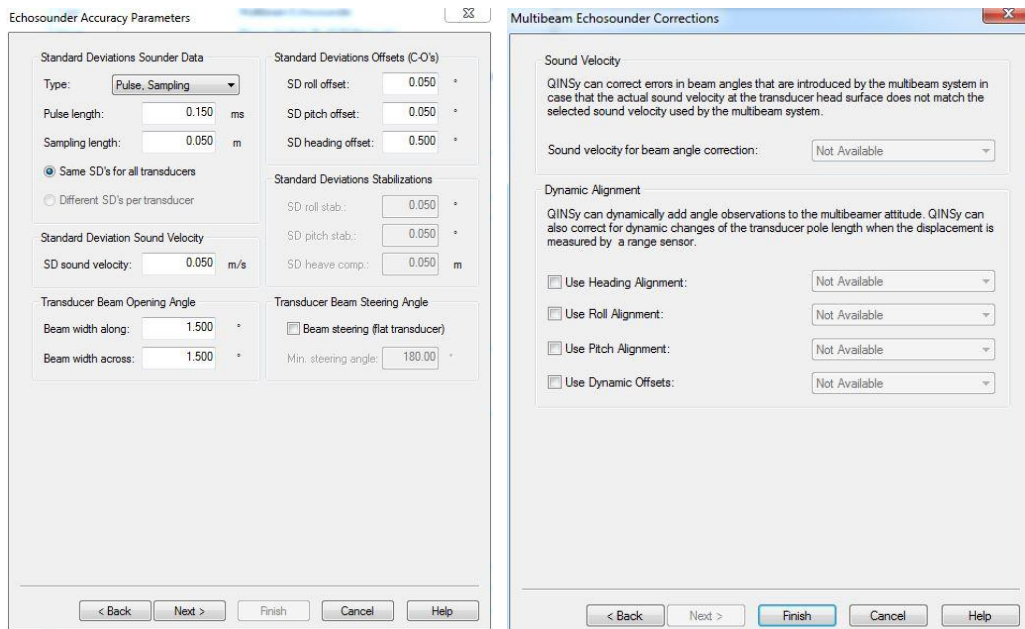 Echosounder Accuracy Parameters
Standard Deviations Sounder Data
Type: Pulse, Sampling
Pulse length: 0.150 ms
Sampling length: 0.050 m
Same SD's for all transducers
Different SD's per transducer
Standard Deviation Sound Velocity
SD sound velocity: 0.050 m/s
Transducer Beam Opening Angle
Beam width along: 1.500 °
Beam width across: 1.500 °
Standard Deviations Offsets (C-O's)
SD roll offset: 0.050 °
SD pitch offset: 0.050 °
SD heading offset: 0.500 °
Standard Deviations Stabilizations
SD roll stab.: 0.050 °
SD pitch stab.: 0.050 °
SD heave comp.: 0.050 m
Transducer Beam Steering Angle
Beam steering (flat transducer)
Min. steering angle: 180.00 °
< Back Next > Finish Cancel Help
Multibeam Echosounder Corrections
Sound Velocity
QINSy can correct errors in beam angles that are introduced by the multibeam system in
case that the actual sound velocity at the transducer head surface does not match the
selected sound velocity used by the multibeam system.
Sound velocity for beam angle correction: Not Available
Dynamic Alignment
QINSy can dynamically add angle observations to the multibeamer attitude. QINSy can
also correct for dynamic changes of the transducer pole length when the displacement is
measured by a range sensor.
Use Heading Alignment: Not Available
Use Roll Alignment: Not Available
Use Pitch Alignment: Not Available
Use Dynamic Offsets: Not Available
< Back Next > Finish Cancel Help